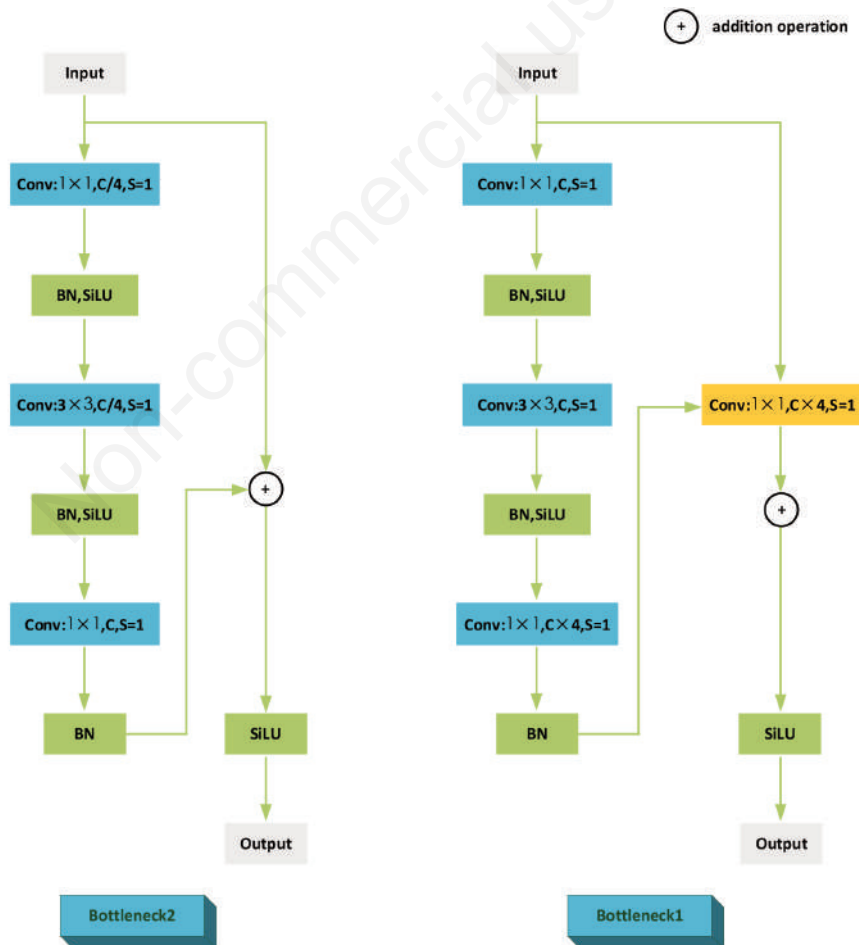 addition operation
+
Input
Conv:1×1,C/4,S=1
BN,SiLU
Conv:3×3,C/4,S=1
BN,SiLU
+
Conv:1×1,C,S=1
BN
SiLU
Output
Bottleneck2
Input
Conv:1×1,C,S=1
BN,SiLU
Conv:3×3,C,S=1
Conv:1×1,C×4,S=1
BN,SiLU
+
Conv:1×1,C×4,S=1
BN
SiLU
Output
Bottleneck1
Non-commercial us